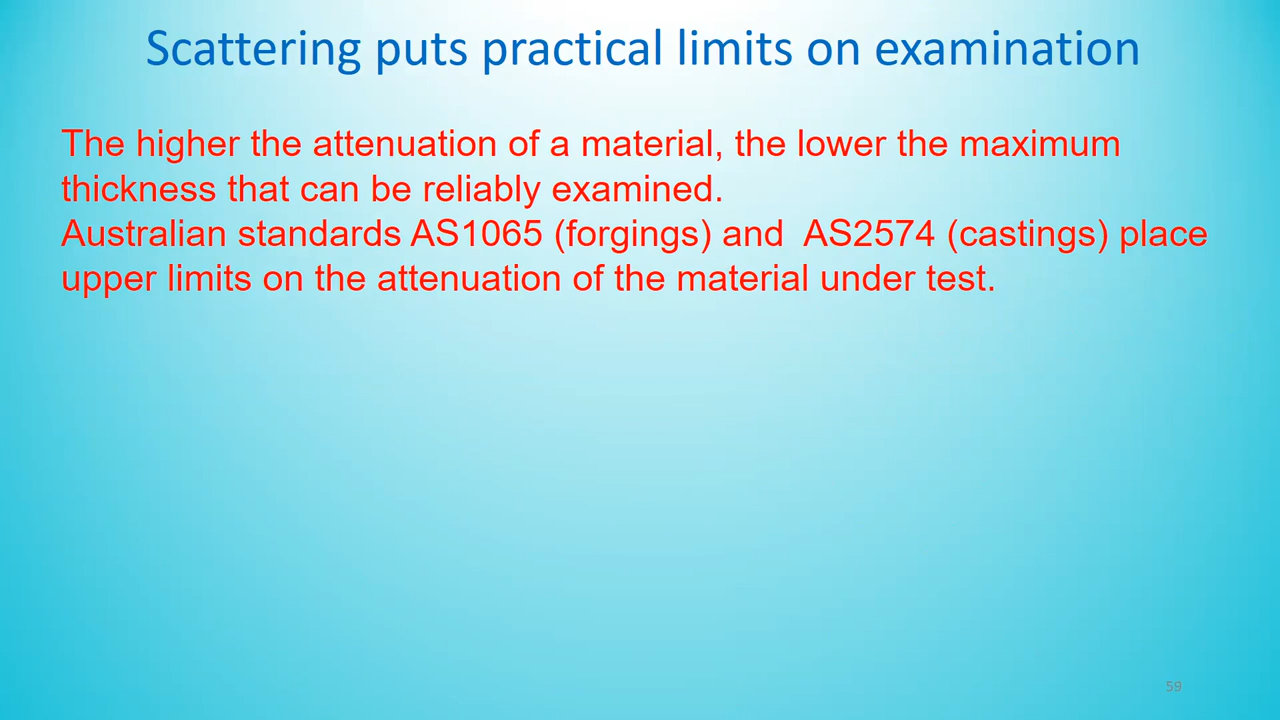 Scattering puts practical limits on examination
The higher the attenuation of a material, the lower the maximum
thickness that can be reliably examined.
Australian standards AS1065 (forgings) and  AS2574 (castings) place
upper limits on the attenuation of the material under test.
59